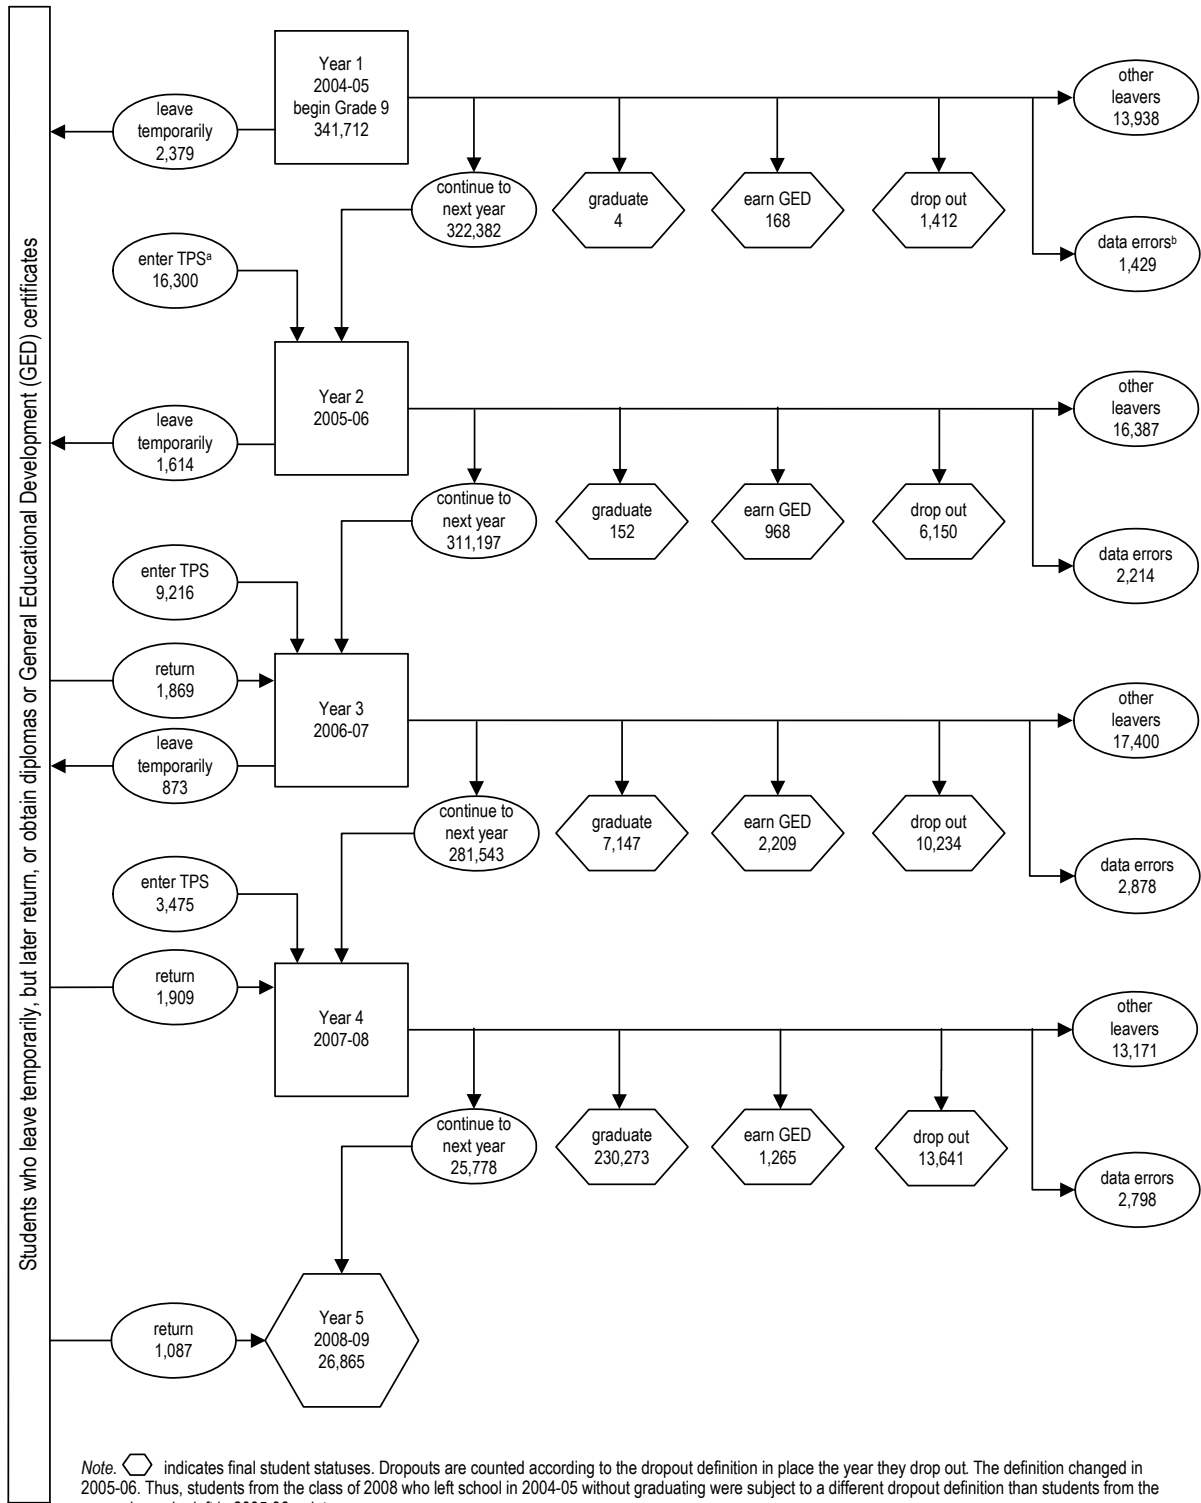 Students who leave temporarily, but later return, or obtain diplomas or General Educational Development (GED) certificates
Year 1
2004-05
begin Grade 9
341,712
leave
temporarily
2,379
other
leavers
13,938
continue to
next year
322,382
graduate
4
earn GED
168
drop out
1,412
data errorsᵇ
1,429
enter TPSᵃ
16,300
Year 2
2005-06
leave
temporarily
1,614
other
leavers
16,387
continue to
next year
311,197
graduate
152
earn GED
968
drop out
6,150
data errors
2,214
enter TPS
9,216
return
1,869
Year 3
2006-07
leave
temporarily
873
other
leavers
17,400
continue to
next year
281,543
graduate
7,147
earn GED
2,209
drop out
10,234
data errors
2,878
enter TPS
3,475
return
1,909
Year 4
2007-08
other
leavers
13,171
continue to
next year
25,778
graduate
230,273
earn GED
1,265
drop out
13,641
data errors
2,798
return
1,087
Year 5
2008-09
26,865
Note. indicates final student statuses. Dropouts are counted according to the dropout definition in place the year they drop out. The definition changed in
2005-06. Thus, students from the class of 2008 who left school in 2004-05 without graduating were subject to a different dropout definition than students from the